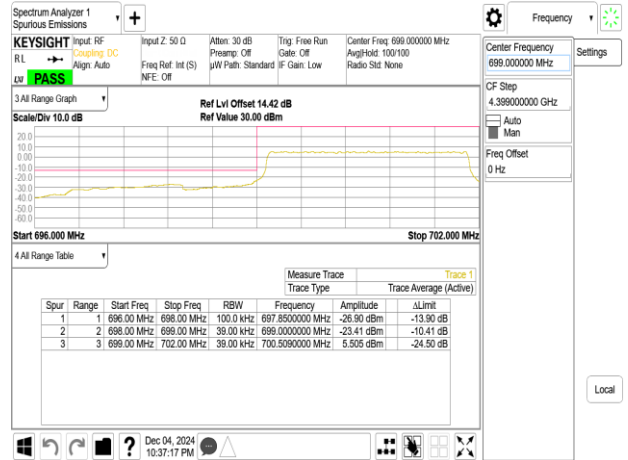 Spectrum Analyzer 1
Spurious Emissions
Frequency
KEYSIGHT
R L
LXI
PASS
Input: RF
Coupling: DC
Align: Auto
Input Z: 50 Ω
Freq Ref: Int (S)
NFE: Off
Atten: 30 dB
Preamp: Off
µW Path: Standard
Trig: Free Run
Gate: Off
IF Gain: Low
Center Freq: 699.000000 MHz
Avg|Hold: 100/100
Radio Std: None
Center Frequency
699.000000 MHz
Settings
CF Step
4.399000000 GHz
Auto
Man
Freq Offset
0 Hz
3 All Range Graph
Scale/Div 10.0 dB
Ref Lvl Offset 14.42 dB
Ref Value 30.00 dBm
20.0
10.0
0.00
-10.0
-20.0
-30.0
-40.0
-50.0
-60.0
Start 696.000 MHz
Stop 702.000 MHz
4 All Range Table
Measure Trace Trace 1
Trace Type Trace Average (Active)
Spur Range Start Freq Stop Freq RBW Frequency Amplitude ΔLimit
1 1 696.00 MHz 698.00 MHz 100.0 kHz 697.8500000 MHz -26.90 dBm -13.90 dB
2 2 698.00 MHz 699.00 MHz 39.00 kHz 699.0000000 MHz -23.41 dBm -10.41 dB
3 3 699.00 MHz 702.00 MHz 39.00 kHz 700.5090000 MHz 5.505 dBm -24.50 dB
Local
?
Dec 04, 2024
10:37:17 PM